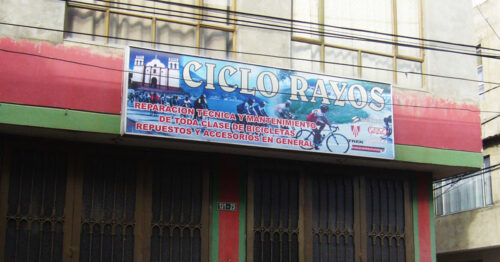 CICLO RAYOS
REPARACION TECNICA Y MANTENIMIENTO
DE TODA CLASE DE BICICLETAS
REPUESTOS Y ACCESORIOS EN GENERAL